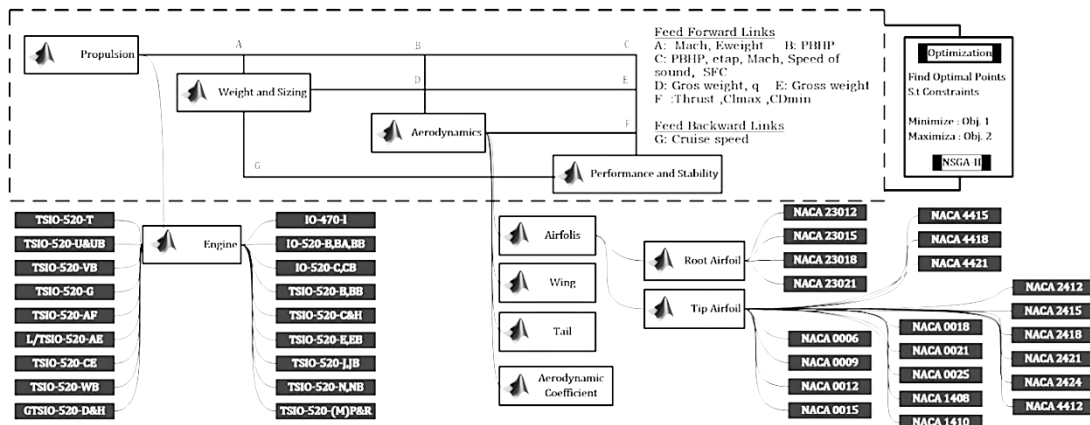 Propulsion
A
B
C
Weight and Sizing
D
E
Aerodynamics
F
G
Performance and Stability
Feed Forward Links
A: Mach, Eweight B: PBHP
C: PBHP, etap, Mach, Speed of
sound, SFC
D: Gros weight, q E: Gross weight
F :Thrust ,Clmax ,CDmin
Feed Backward Links
G: Cruise speed
Optimization
Find Optimal Points
S.t Constraints
Minimize : Obj. 1
Maximiza : Obj. 2
NSGA-II
TSIO-520-T
TSIO-520-U&UB
TSIO-520-VB
TSIO-520-G
TSIO-520-AF
L/TSIO-520-AE
TSIO-520-CE
TSIO-520-WB
GTSIO-520-D&H
Engine
IO-470-l
IO-520-B,BA,BB
IO-520-C,CB
TSIO-520-B,BB
TSIO-520-C&H
TSIO-520-E,EB
TSIO-520-J,JB
TSIO-520-N,NB
TSIO-520-(M)P&R
Airfolis
Wing
Tail
Aerodynamic
Coefficient
Root Airfoil
Tip Airfoil
NACA 23012
NACA 23015
NACA 23018
NACA 23021
NACA 4415
NACA 4418
NACA 4421
NACA 0006
NACA 0009
NACA 0012
NACA 0015
NACA 0018
NACA 0021
NACA 0025
NACA 1408
NACA 1410
NACA 2412
NACA 2415
NACA 2418
NACA 2421
NACA 2424
NACA 4412